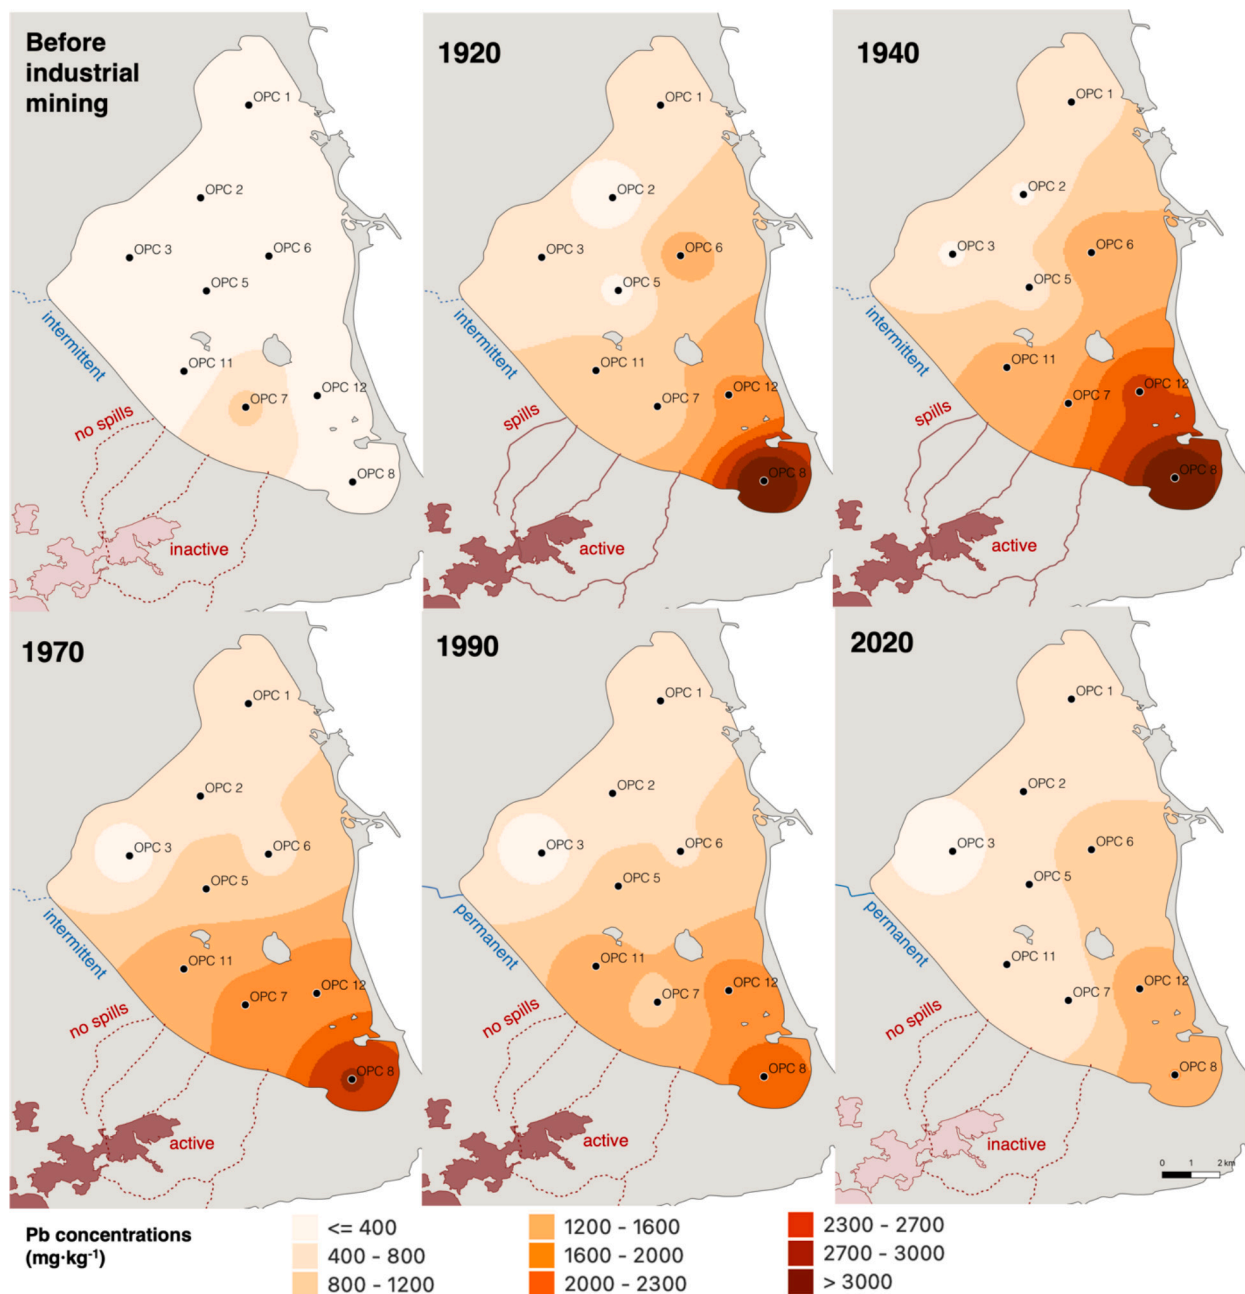 Before
industrial
mining
OPC 1
OPC 2
OPC 3
OPC 6
OPC 5
OPC 11
OPC 7
OPC 12
OPC 8
intermittent
no spills
inactive
1920
OPC 1
OPC 2
OPC 3
OPC 6
OPC 5
OPC 11
OPC 7
OPC 12
OPC 8
intermittent
spills
active
1940
OPC 1
OPC 2
OPC 3
OPC 6
OPC 5
OPC 11
OPC 7
OPC 12
OPC 8
intermittent
spills
active
1970
OPC 1
OPC 2
OPC 3
OPC 6
OPC 5
OPC 11
OPC 7
OPC 12
OPC 8
intermittent
no spills
active
1990
OPC 1
OPC 2
OPC 3
OPC 6
OPC 5
OPC 11
OPC 7
OPC 12
OPC 8
permanent
no spills
active
2020
OPC 1
OPC 2
OPC 3
OPC 6
OPC 5
OPC 11
OPC 7
OPC 12
OPC 8
permanent
no spills
inactive
0 1 2 km
Pb concentrations
(mg·kg⁻¹)
<= 400
400 - 800
800 - 1200
1200 - 1600
1600 - 2000
2000 - 2300
2300 - 2700
2700 - 3000
> 3000